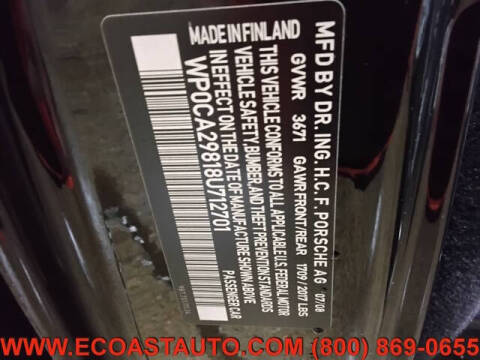 MFD BY DR. ING. H.C. F. PORSCHE AG 07/08
GVWR 3671 GAWR FRONT/REAR 1709 / 2017 LBS
THIS VEHICLE CONFORMS TO ALL APPLICABLE U.S. FEDERAL MOTOR
VEHICLE SAFETY, BUMPER, AND THEFT PREVENTION STANDARDS
IN EFFECT ON THE DATE OF MANUFACTURE SHOWN ABOVE
WP0CA29818U712701 PASSENGER CAR
MADE IN FINLAND
WWW.ECOASTAUTO.COM (800) 869-0655